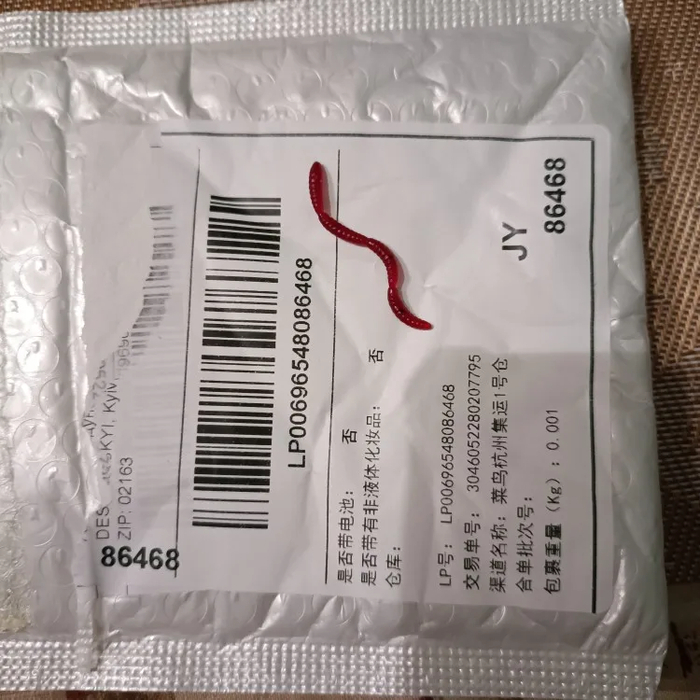 DES
KYI, Kyiv,
ZIP: 02163
86468
LP00696548086468
是否带电池： 否
是否带有非液体化妆品： 否
仓库：
JY
86468
LP号： LP00696548086468
交易单号： 3046052280207795
渠道名称： 菜鸟杭州集运1号仓
合单批次号：
包裹重量（Kg）: 0.001